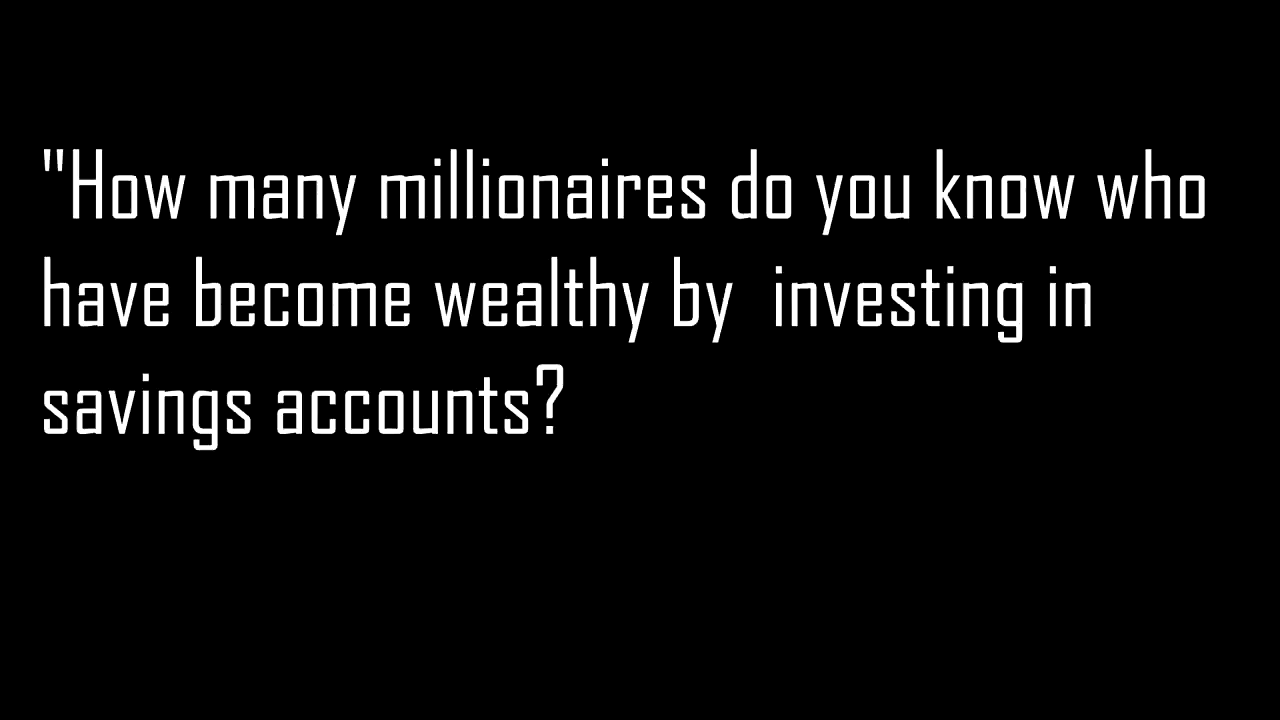 "How many millionaires do you know who
have become wealthy by  investing in
savings accounts?